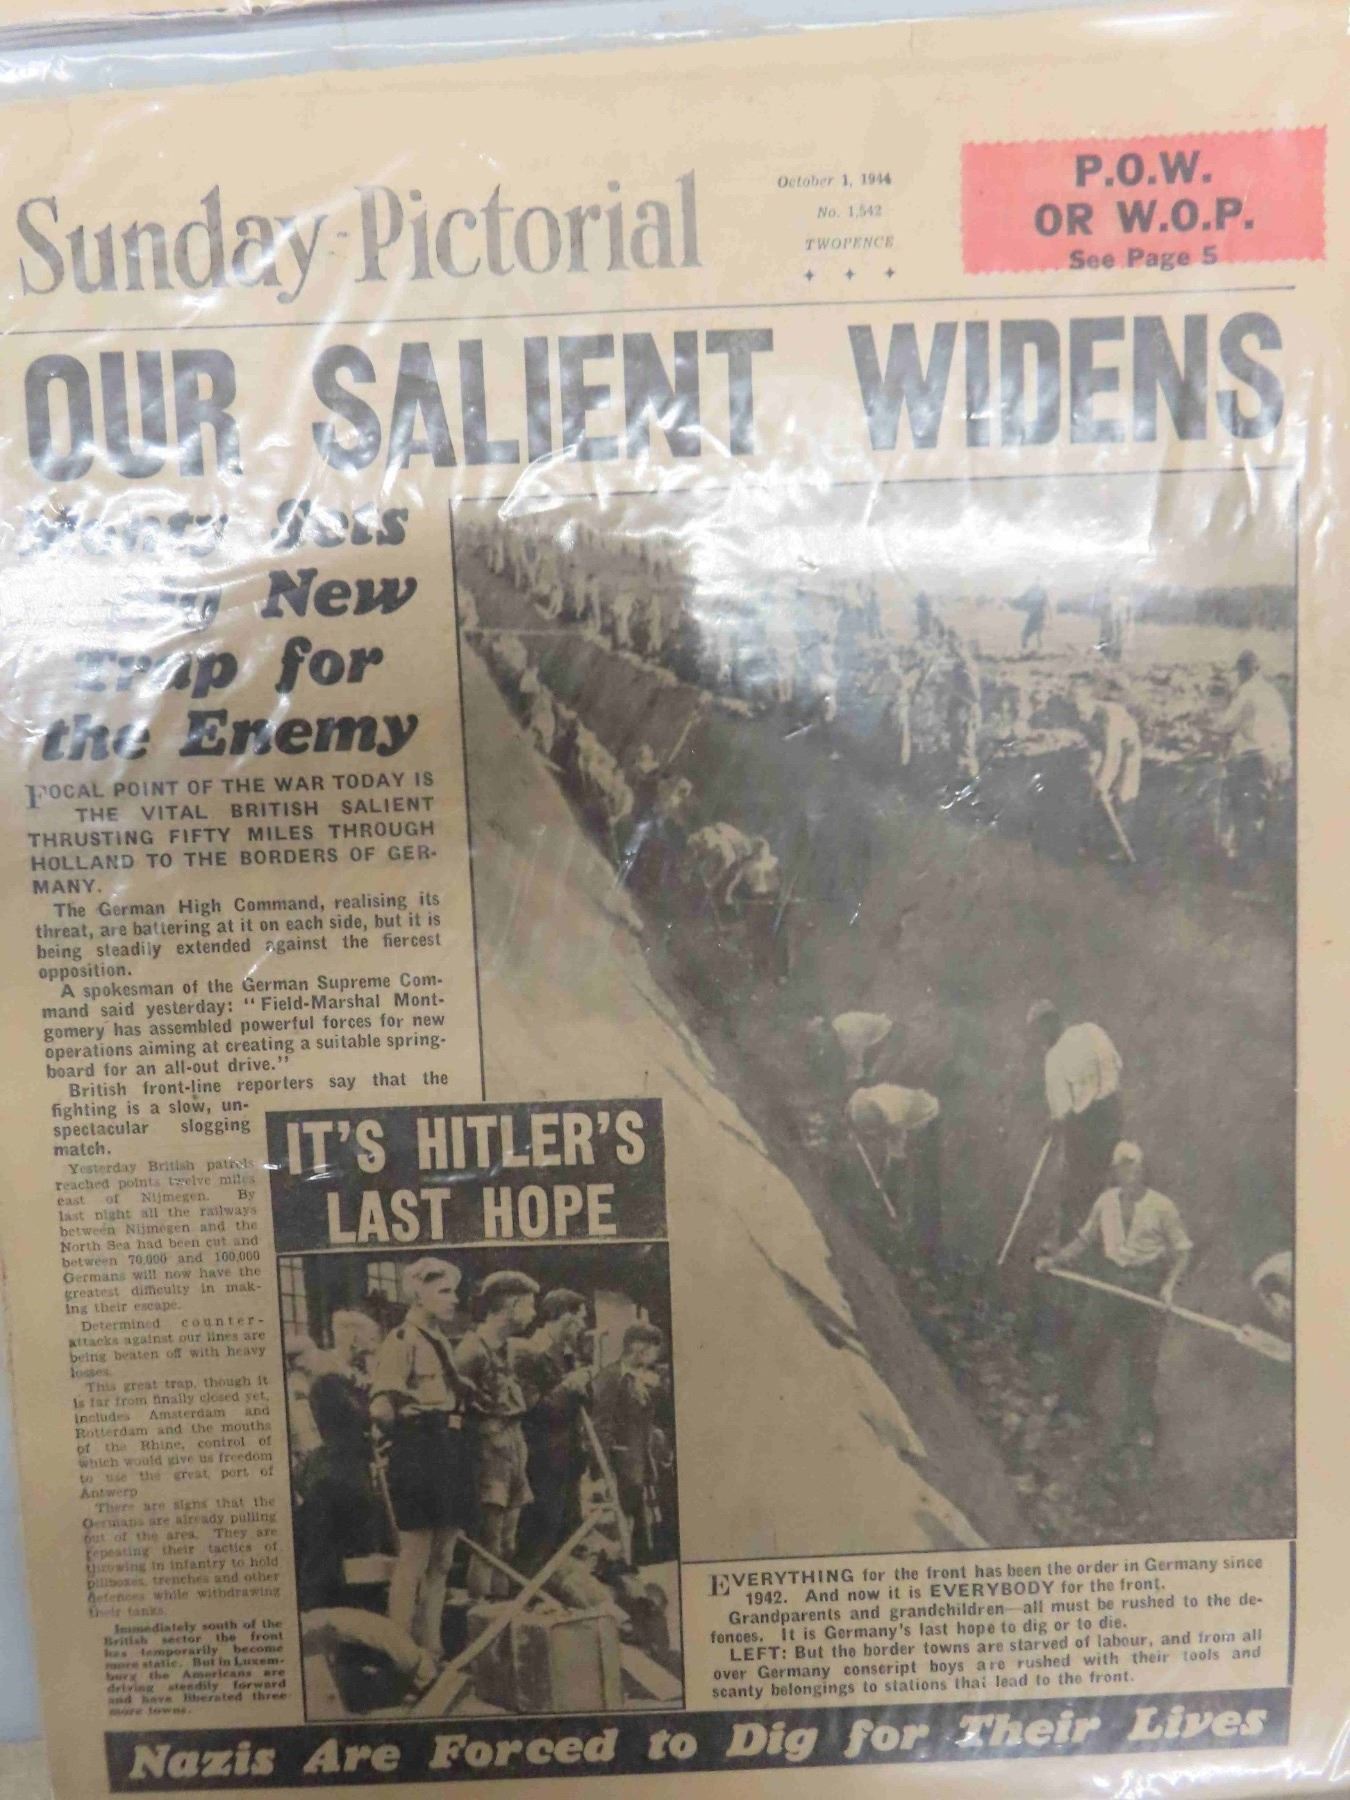 Sunday Pictorial
October 1, 1944
No. 1,542
TWOPENCE
P.O.W.
OR W.O.P.
See Page 5
OUR SALIENT WIDENS
Monty Sets
New
Trap for
the Enemy
FOCAL POINT OF THE WAR TODAY IS
THE VITAL BRITISH SALIENT
THRUSTING FIFTY MILES THROUGH
HOLLAND TO THE BORDERS OF GER-
MANY.
The German High Command, realising its
threat, are battering at it on each side, but it is
being steadily extended against the fiercest
opposition.
A spokesman of the German Supreme Com-
mand said yesterday: "Field-Marshal Mont-
gomery has assembled powerful forces for new
operations aiming at creating a suitable spring-
board for an all-out drive."
British front-line reporters say that the
fighting is a slow, un-
spectacular slogging
match.
Yesterday British patrols
reached points twelve miles
east of Nijmegen. By
last night all the railways
between Nijmegen and the
North Sea had been cut and
between 70,000 and 100,000
Germans will now have the
greatest difficulty in mak-
ing their escape.
Determined counter-
attacks against our lines are
being beaten off with heavy
losses.
This great trap, though it
is far from finally closed yet,
includes Amsterdam and
Rotterdam and the mouths
of the Rhine, control of
which would give us freedom
to use the great port of
Antwerp
There are signs that the
Germans are already pulling
out of the area. They are
repeating their tactics of
throwing in infantry to hold
pillboxes, trenches and other
defences while withdrawing
their tanks.
Immediately south of the
British sector the front
has temporarily become
more static. But in Luxem-
burg the Americans are
driving steadily forward
and have liberated three
more towns.
IT'S HITLER'S
LAST HOPE
EVERYTHING for the front has been the order in Germany since
1942. And now it is EVERYBODY for the front.
Grandparents and grandchildren—all must be rushed to the de-
fences. It is Germany's last hope to dig or to die.
LEFT: But the border towns are starved of labour, and from all
over Germany conscript boys are rushed with their tools and
scanty belongings to stations that lead to the front.
Nazis Are Forced to Dig for Their Lives